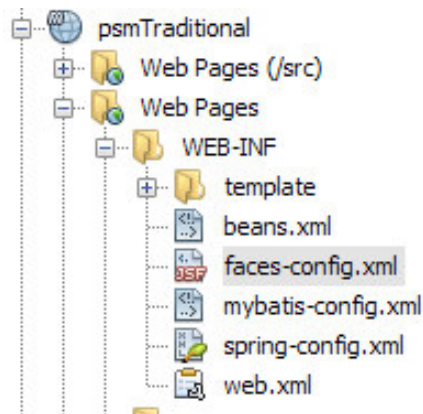 psmTraditional
Web Pages (/src)
Web Pages
WEB-INF
template
beans.xml
faces-config.xml
mybatis-config.xml
spring-config.xml
web.xml